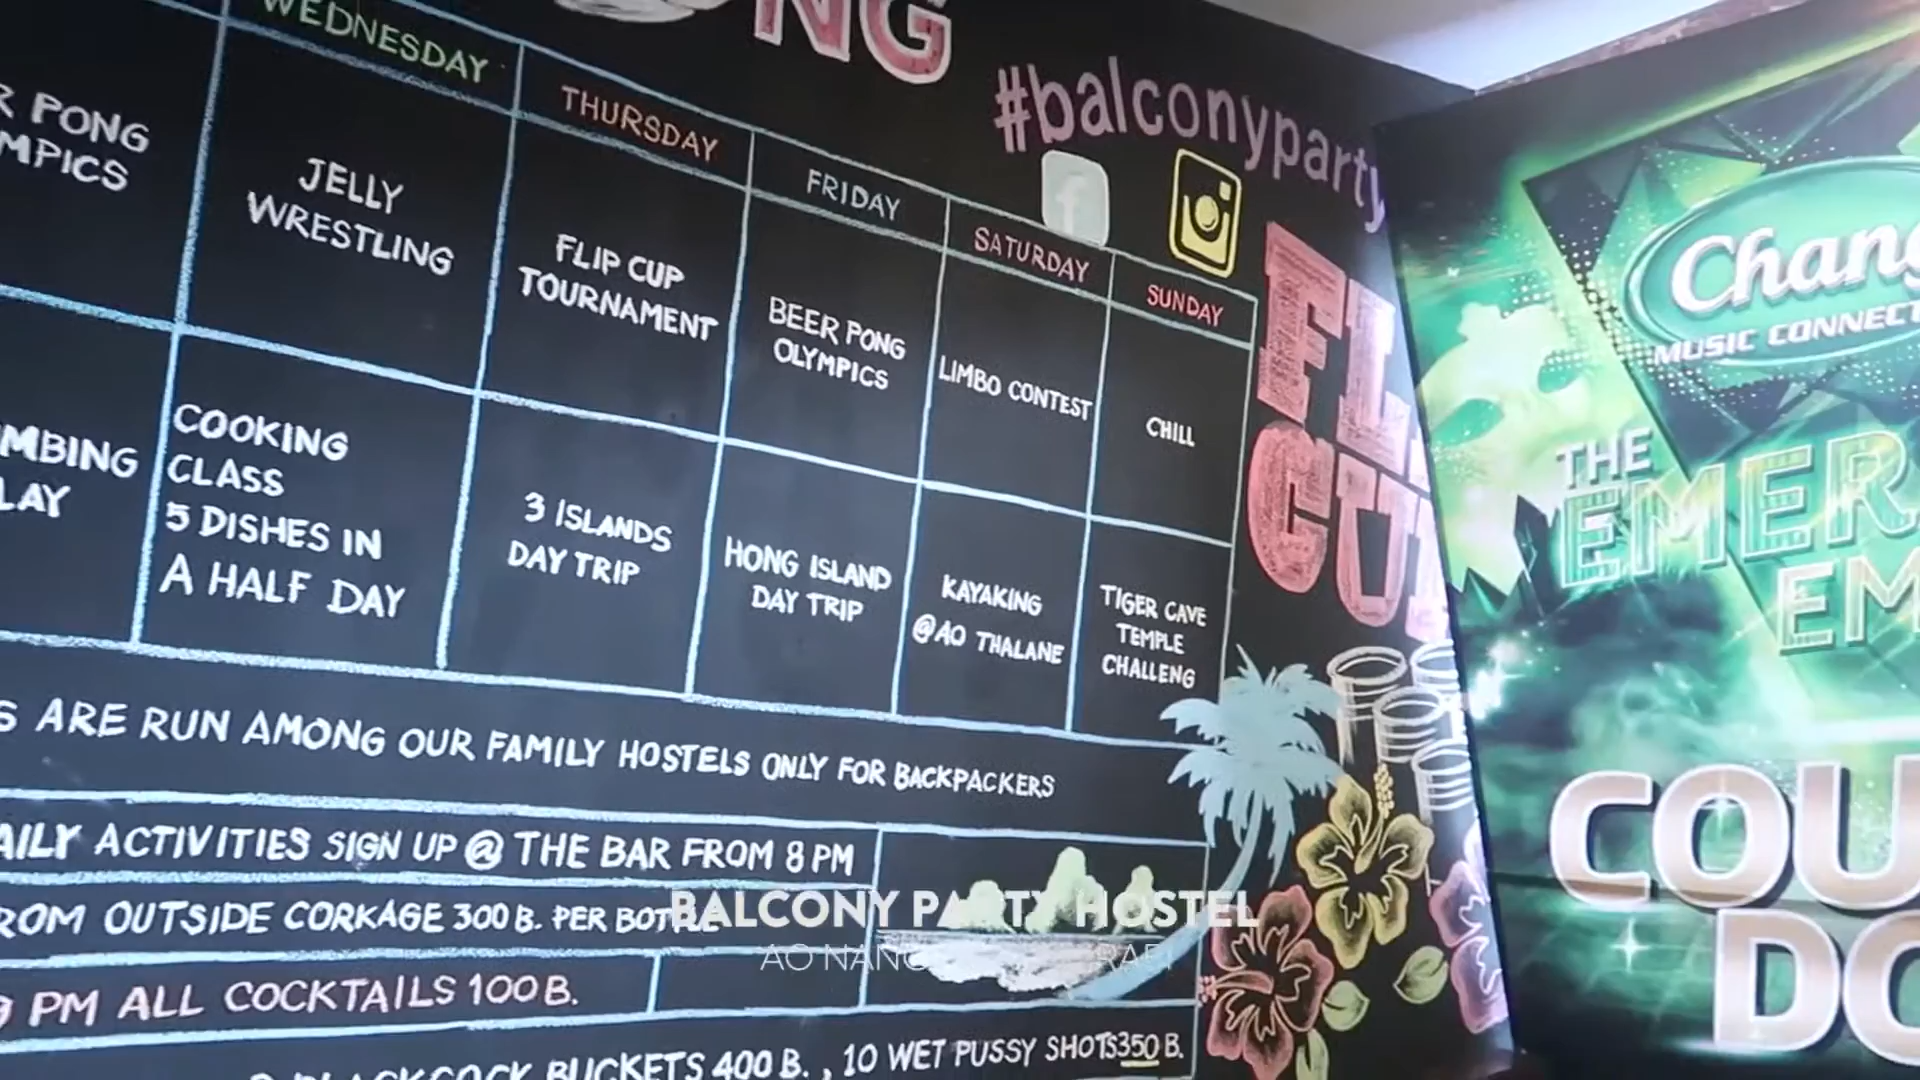 NG
#balconyparty
WEDNESDAY
THURSDAY
FRIDAY
SATURDAY
SUNDAY
PONG
JELLY
WRESTLING
FLIP CUP
TOURNAMENT
BEER PONG
OLYMPICS
LIMBO CONTEST
CHILL
COOKING
CLASS
5 DISHES IN
A HALF DAY
3 ISLANDS
DAY TRIP
HONG ISLAND
DAY TRIP
KAYAKING
@AO THALANE
TIGER CAVE
TEMPLE
CHALLENG
ARE RUN AMONG OUR FAMILY HOSTELS ONLY FOR BACKPACKERS
AILY ACTIVITIES SIGN UP @ THE BAR FROM 8 PM
ROM OUTSIDE CORKAGE 300 B. PER BOTTLE
9 PM ALL COCKTAILS 100 B.
BUCKETS 400 B. , 10 WET PUSSY SHOTS 350 B.
FL
CU
Chang
MUSIC CONNECT
THE
EMER
EM
COU
DO
BALCONY PARTY HOSTEL
AO NANG